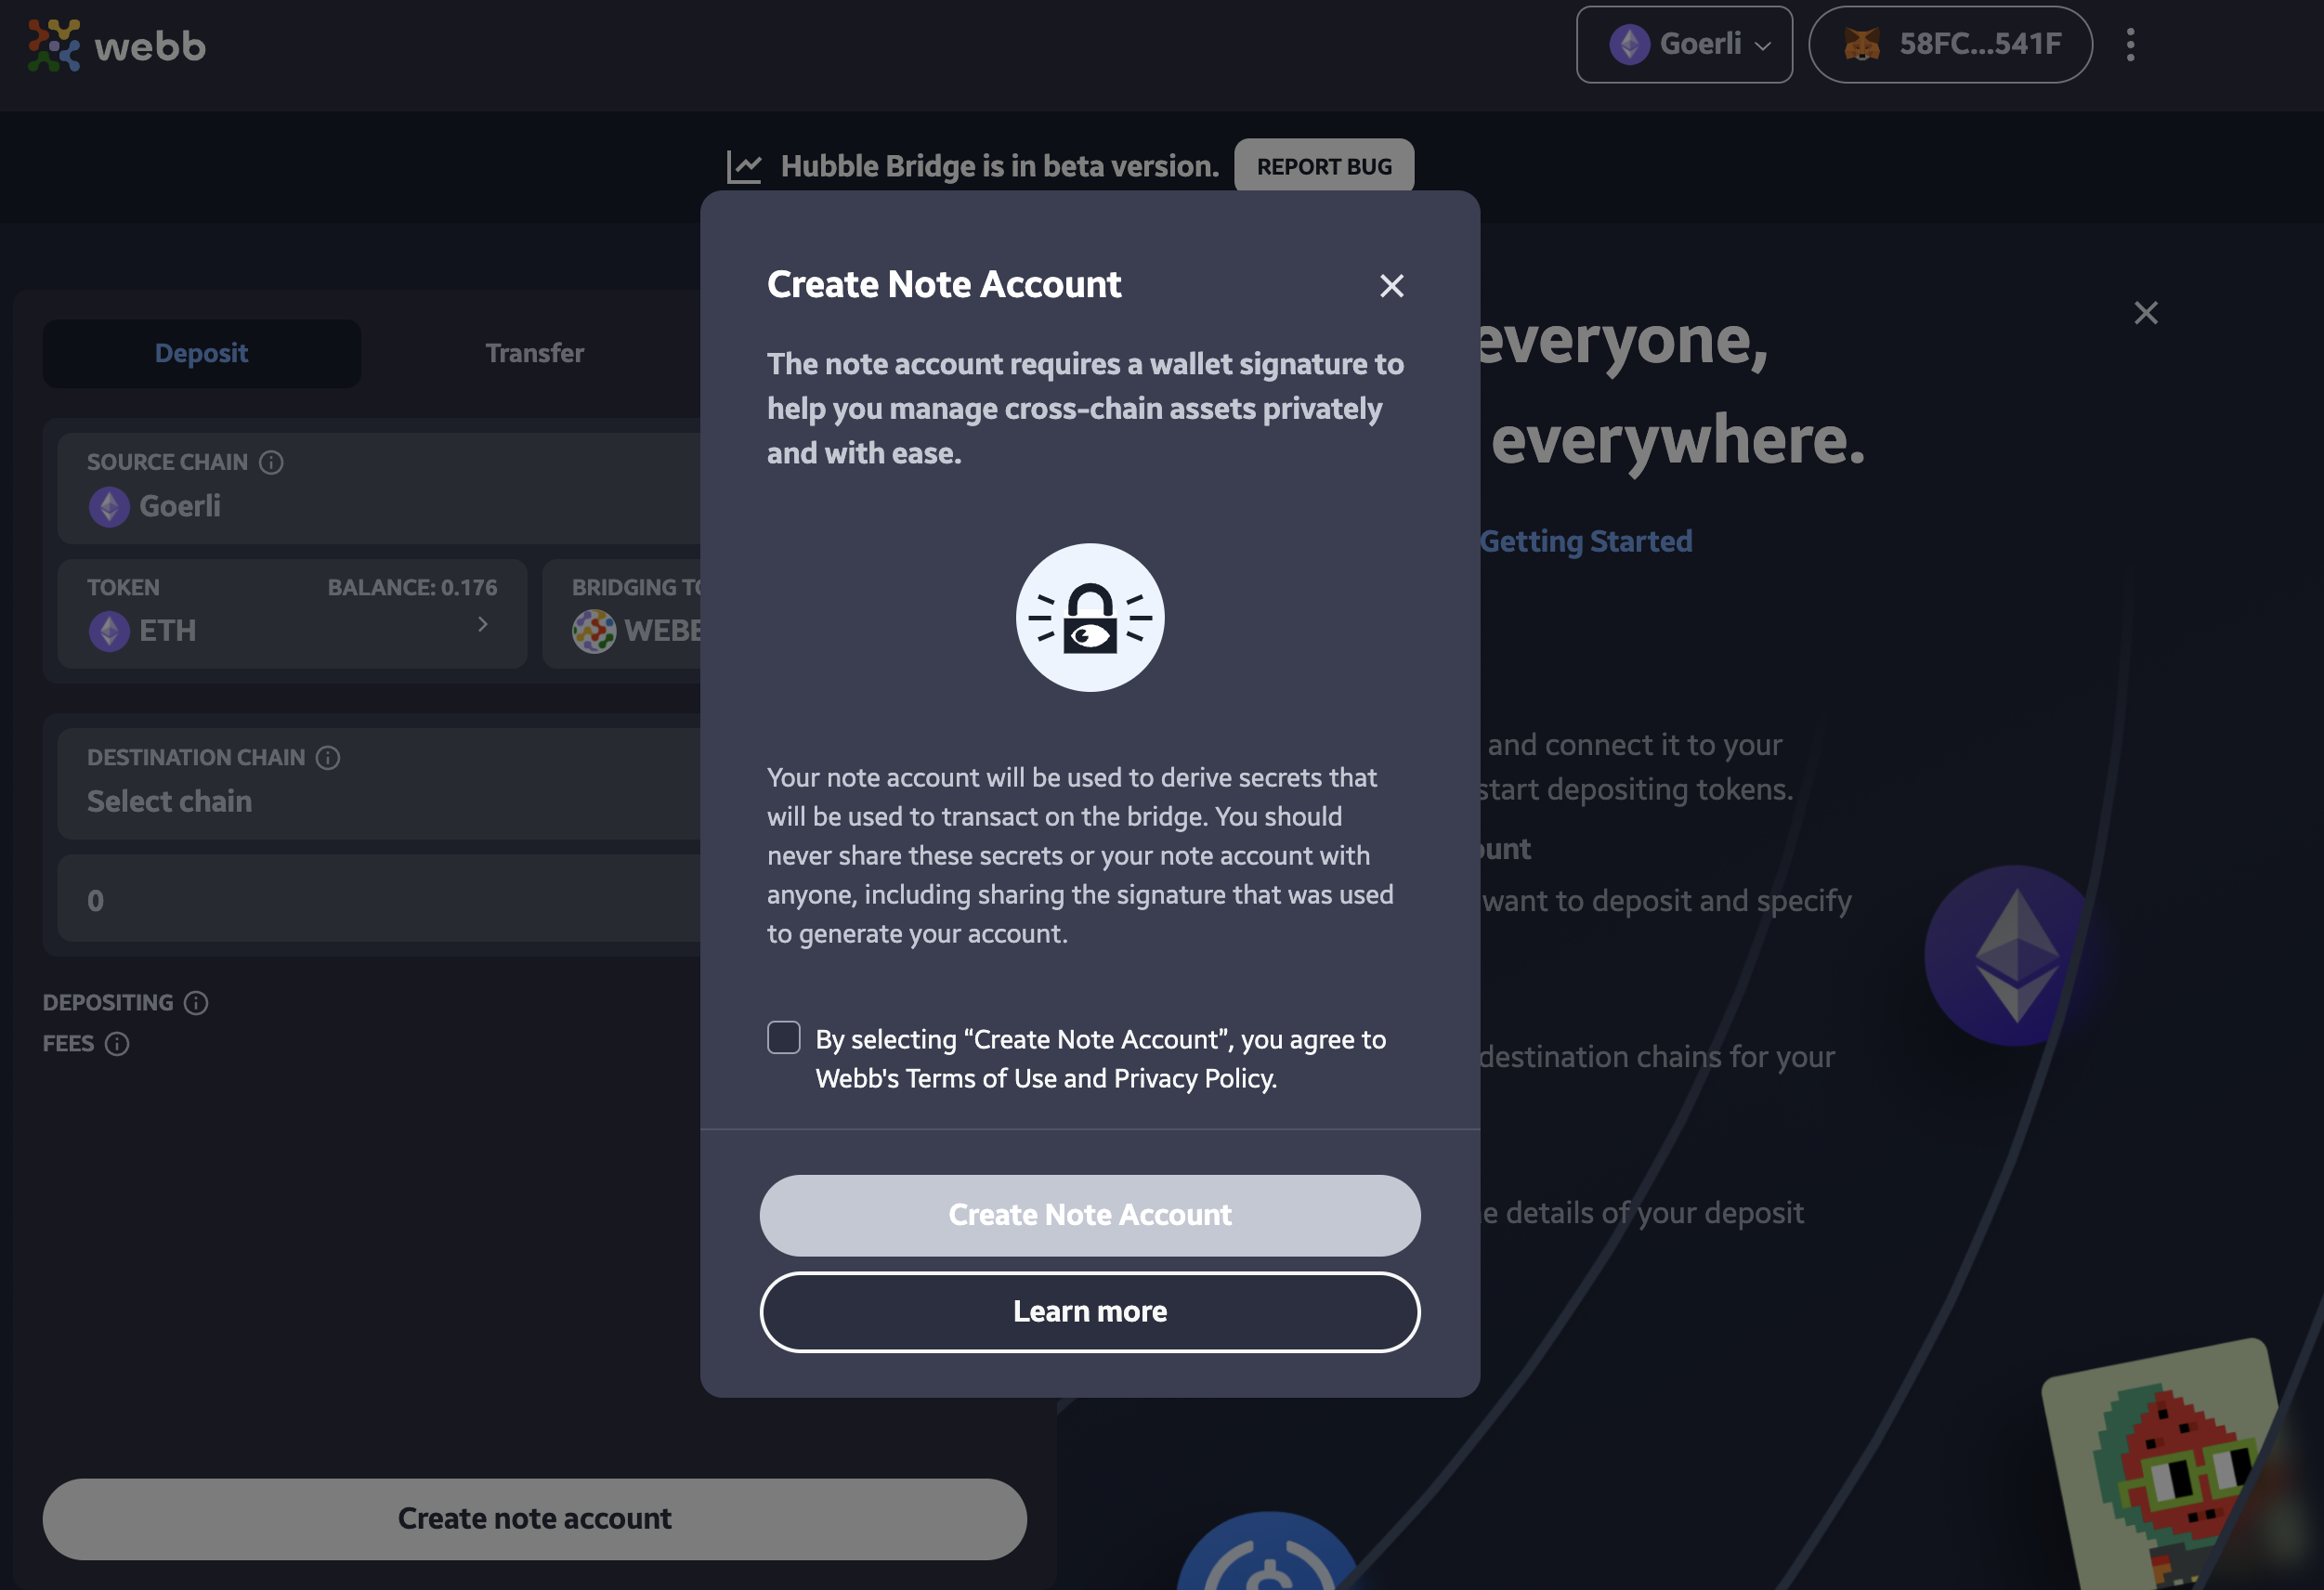 webb
Goerli
58FC...541F
Hubble Bridge is in beta version.
REPORT BUG
Create Note Account
The note account requires a wallet signature to
help you manage cross-chain assets privately
and with ease.
Your note account will be used to derive secrets that
will be used to transact on the bridge. You should
never share these secrets or your note account with
anyone, including sharing the signature that was used
to generate your account.
By selecting “Create Note Account”, you agree to
Webb's Terms of Use and Privacy Policy.
Create Note Account
Learn more
Deposit
Transfer
SOURCE CHAIN
Goerli
TOKEN
BALANCE: 0.176
ETH
BRIDGING
DESTINATION CHAIN
Select chain
0
DEPOSITING
FEES
Create note account
everyone,
everywhere.
Getting Started
and connect it to your
start depositing tokens.
want to deposit and specify
destination chains for your
details of your deposit